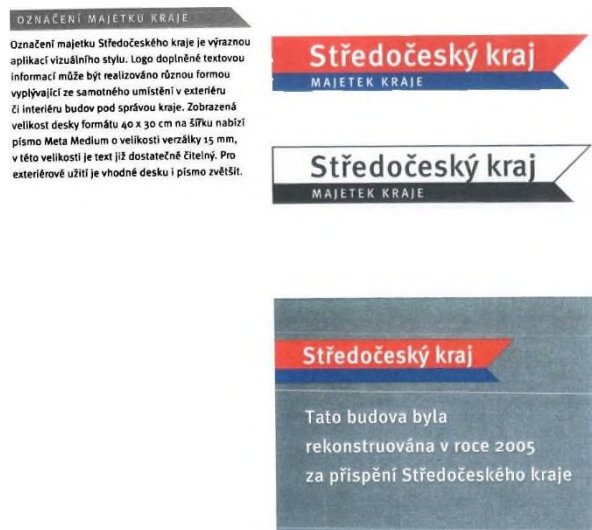 OZNAČENÍ MAJETKU KRAJE
Označení majetku Středočeského kraje je výraznou
aplikací vizuálního stylu. Logo doplněné textovou
informací může být realizováno různou formou
vyplývající ze samotného umístění v exteriéru
či interiéru budov pod správou kraje. Zobrazená
velikost desky formátu 40 x 30 cm na šířku nabízí
písmo Meta Medium o velikosti verzálky 15 mm,
v této velikosti je text již dostatečně čitelný. Pro
exteriérové užití je vhodné desku i písmo zvětšit.
Středočeský kraj
MAJETEK KRAJE
Středočeský kraj
MAJETEK KRAJE
Středočeský kraj
Tato budova byla
rekonstruována v roce 2005
za přispění Středočeského kraje